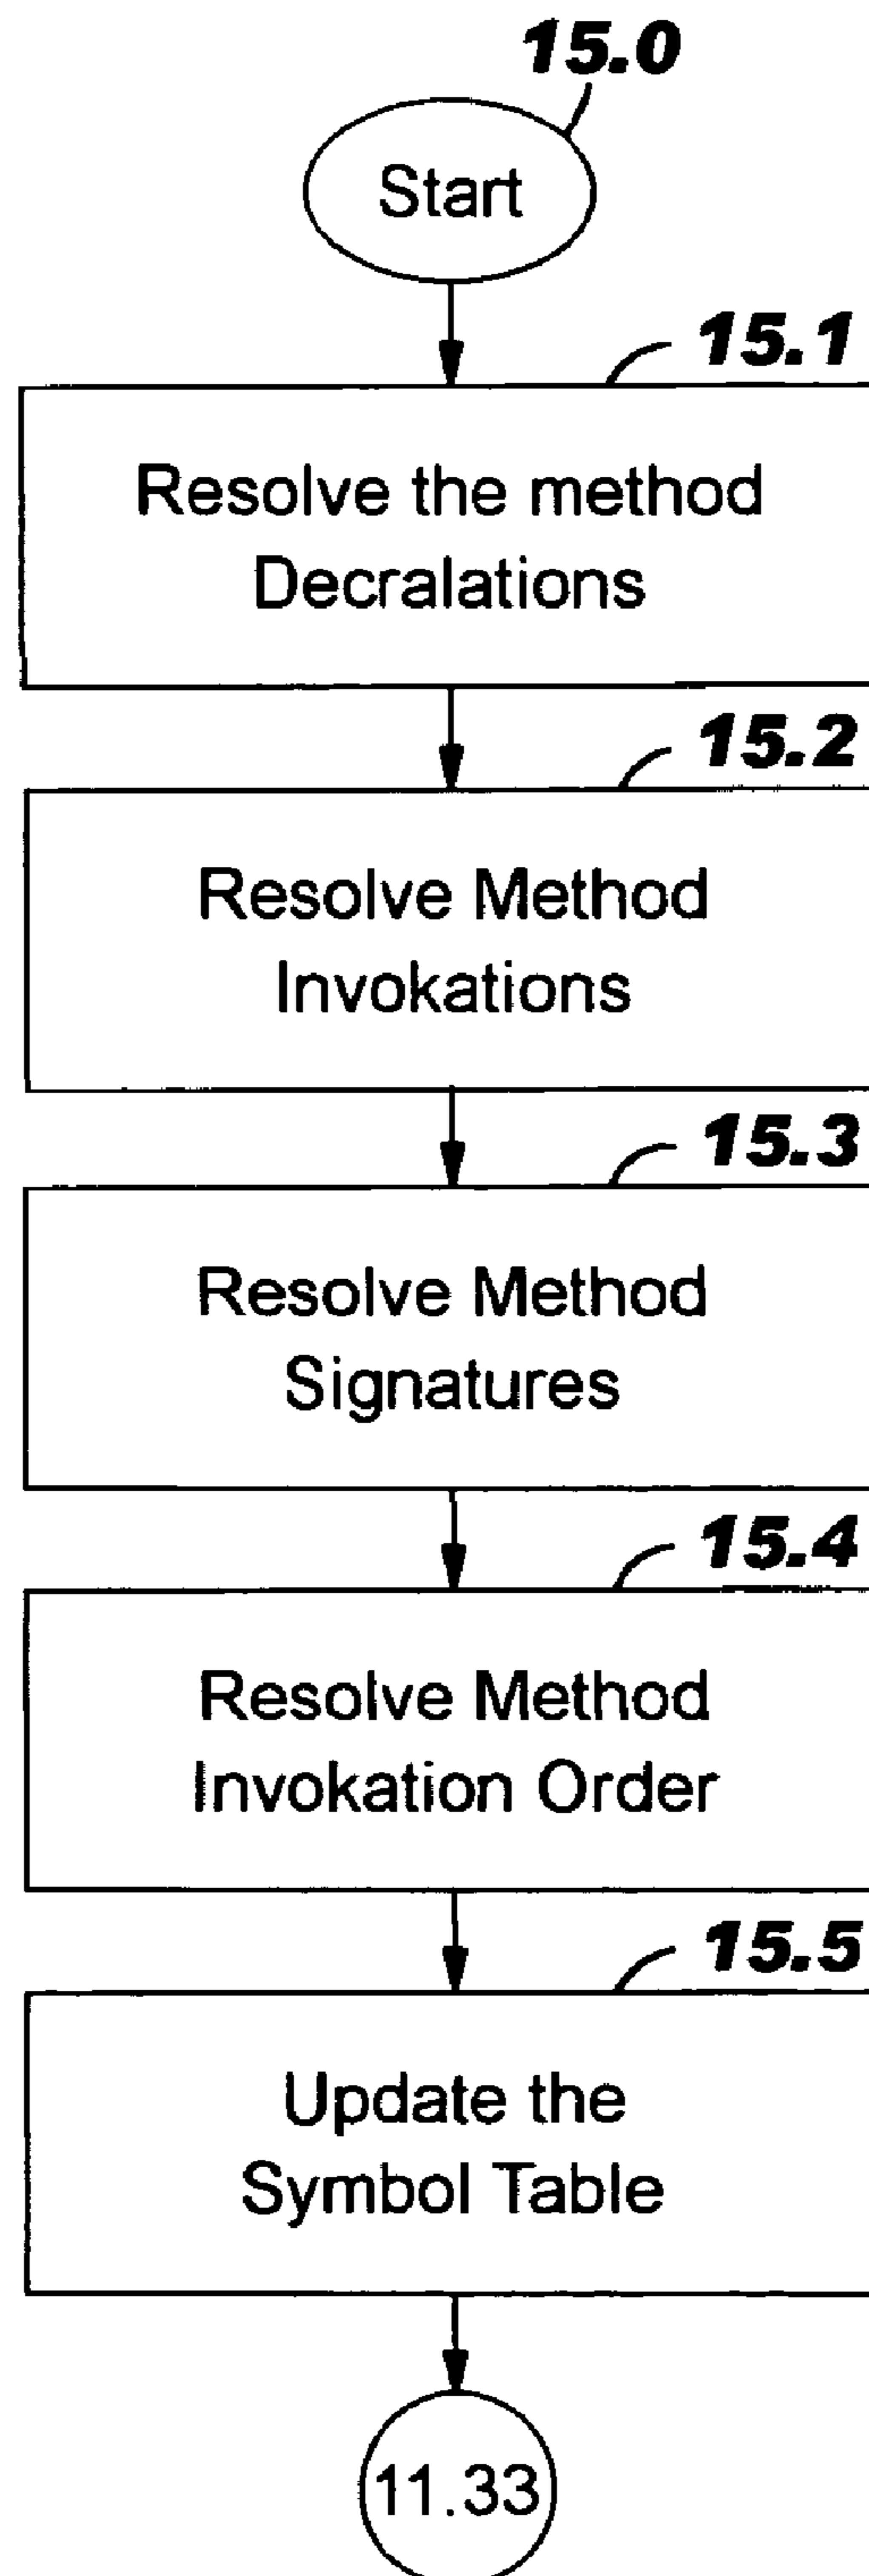 15.0
Start
15.1
Resolve the method
Decralations
15.2
Resolve Method
Invokations
15.3
Resolve Method
Signatures
15.4
Resolve Method
Invokation Order
15.5
Update the
Symbol Table
11.33